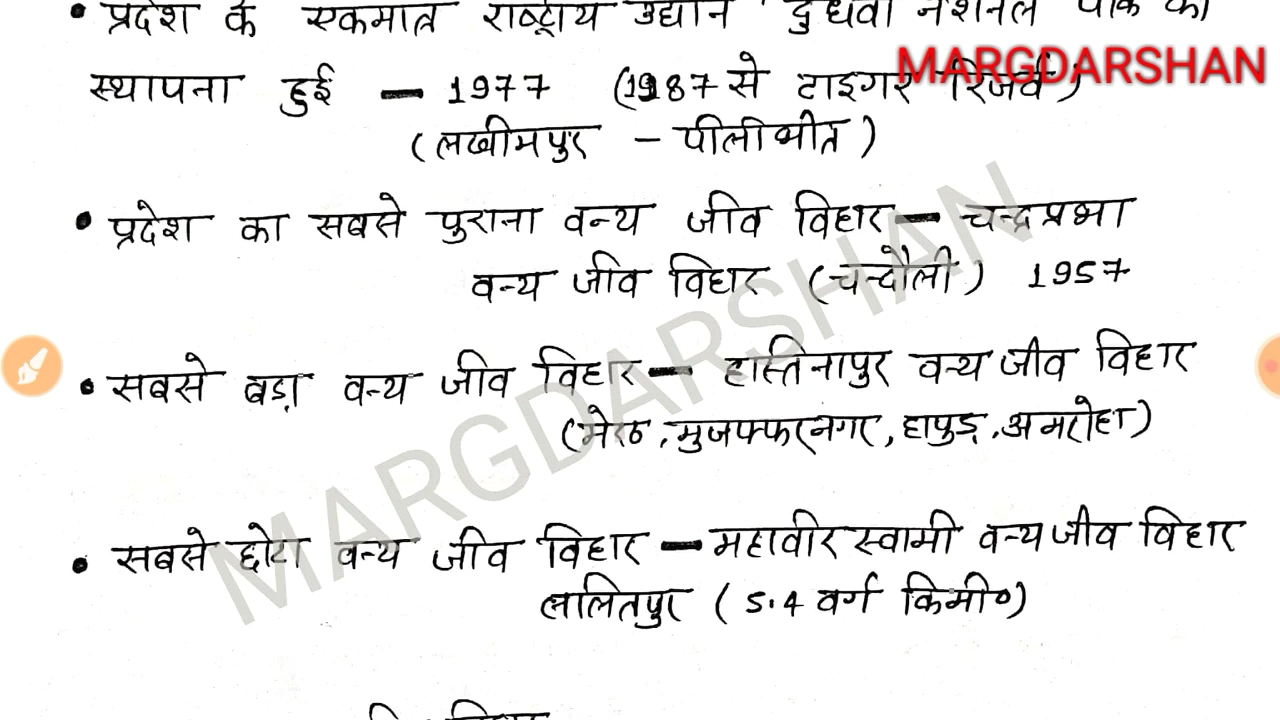 • प्रदेश के एकमात्र राष्ट्रीय उद्यान दुधवा नेशनल पार्क की
MARGDARSHAN
स्थापना हुई – 1977 (1987 से टाइगर रिजर्व)
(लखीमपुर – पीलीभीत)
• प्रदेश का सबसे पुराना वन्य जीव विहार – चन्द्रप्रभा
वन्य जीव विहार (चन्दौली) 1957
• सबसे बड़ा वन्य जीव विहार – हास्तिनापुर वन्य जीव विहार
(मेरठ, मुजफ्फरनगर, हापुड़, अमरोहा)
• सबसे छोटा वन्य जीव विहार – महावीर स्वामी वन्य जीव विहार
ललितपुर (5.4 वर्ग किमी०)
MARGDARSHAN